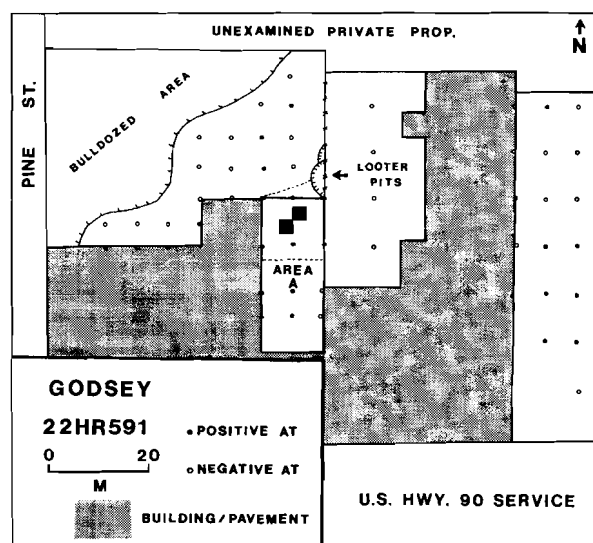 UNEXAMINED PRIVATE PROP.
N
PINE ST.
BULLDOZED AREA
LOOTER
PITS
AREA
A
GODSEY
22HR591
POSITIVE AT
0 20
NEGATIVE AT
M
BUILDING/PAVEMENT
U.S. HWY. 90 SERVICE